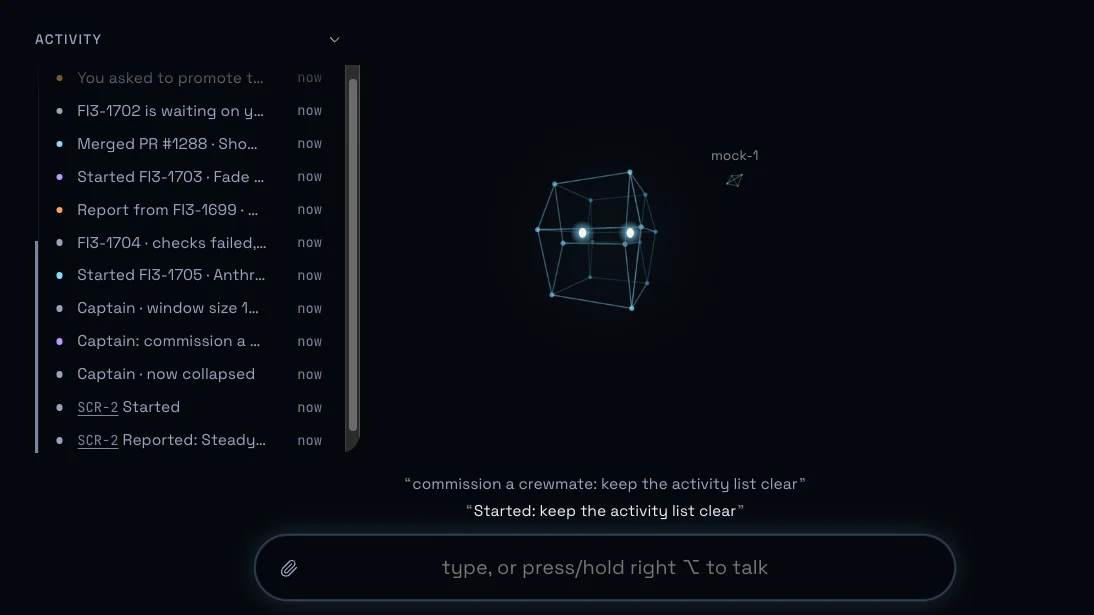 ACTIVITY
You asked to promote t... now
FI3-1702 is waiting on y... now
Merged PR #1288 · Sho... now
Started FI3-1703 · Fade ... now
Report from FI3-1699 · ... now
FI3-1704 · checks failed,... now
Started FI3-1705 · Anthr... now
Captain · window size 1... now
Captain: commission a ... now
Captain · now collapsed now
SCR-2 Started now
SCR-2 Reported: Steady... now
mock-1
“commission a crewmate: keep the activity list clear”
“Started: keep the activity list clear”
type, or press/hold right ⌥ to talk